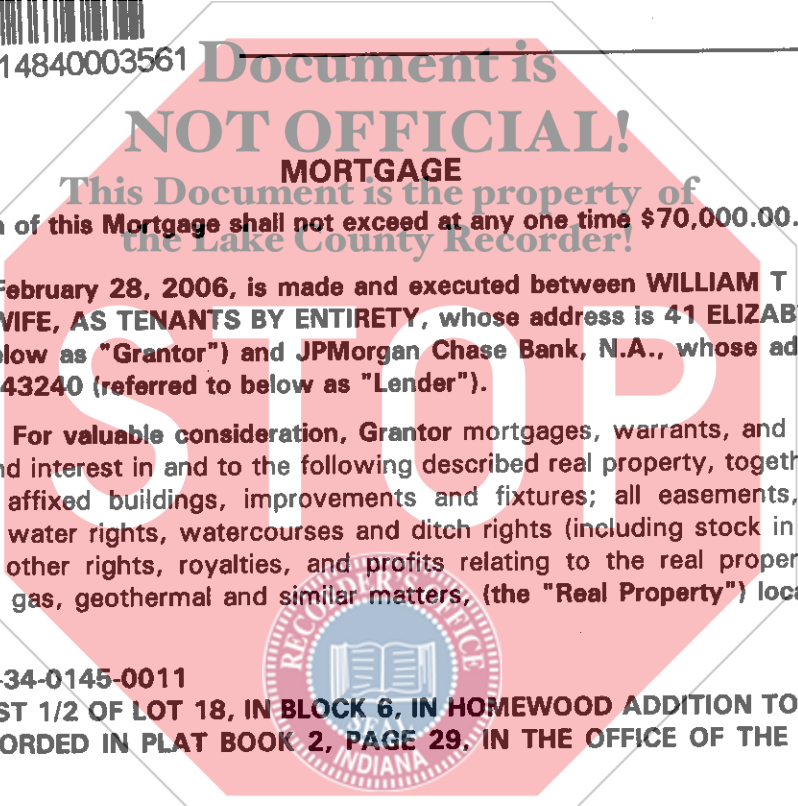 14840003561
Document is
NOT OFFICIAL!
MORTGAGE
This Document is the property of
of this Mortgage shall not exceed at any one time $70,000.00.
the Lake County Recorder!
February 28, 2006, is made and executed between WILLIAM T
WIFE, AS TENANTS BY ENTIRETY, whose address is 41 ELIZAB
low as "Grantor") and JPMorgan Chase Bank, N.A., whose ad
43240 (referred to below as "Lender").
STOP
For valuable consideration, Grantor mortgages, warrants, and
nd interest in and to the following described real property, togeth
affixed buildings, improvements and fixtures; all easements,
water rights, watercourses and ditch rights (including stock in
other rights, royalties, and profits relating to the real proper
gas, geothermal and similar matters, (the "Real Property") loca
RECORDER'S OFFICE
SEAL
INDIANA
-34-0145-0011
ST 1/2 OF LOT 18, IN BLOCK 6, IN HOMEWOOD ADDITION TO
ORDED IN PLAT BOOK 2, PAGE 29, IN THE OFFICE OF THE